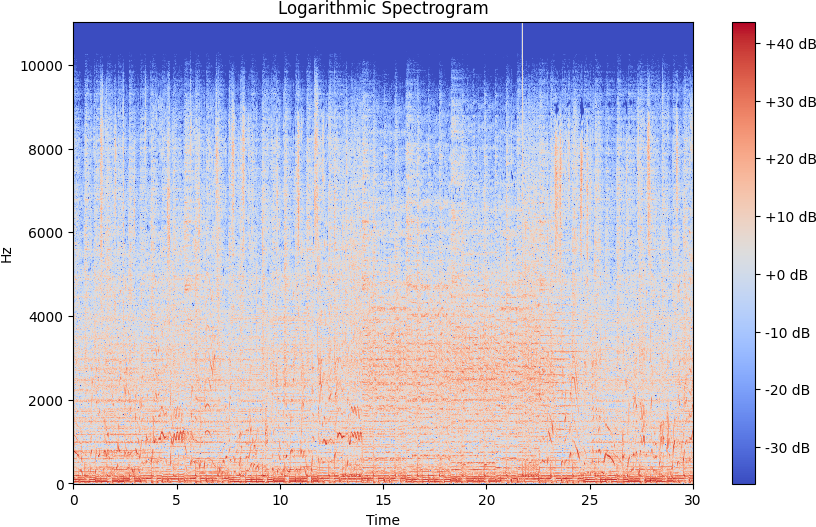 Logarithmic Spectrogram
Hz
10000
8000
6000
4000
2000
0
0 5 10 15 20 25 30
Time
+40 dB
+30 dB
+20 dB
+10 dB
+0 dB
-10 dB
-20 dB
-30 dB